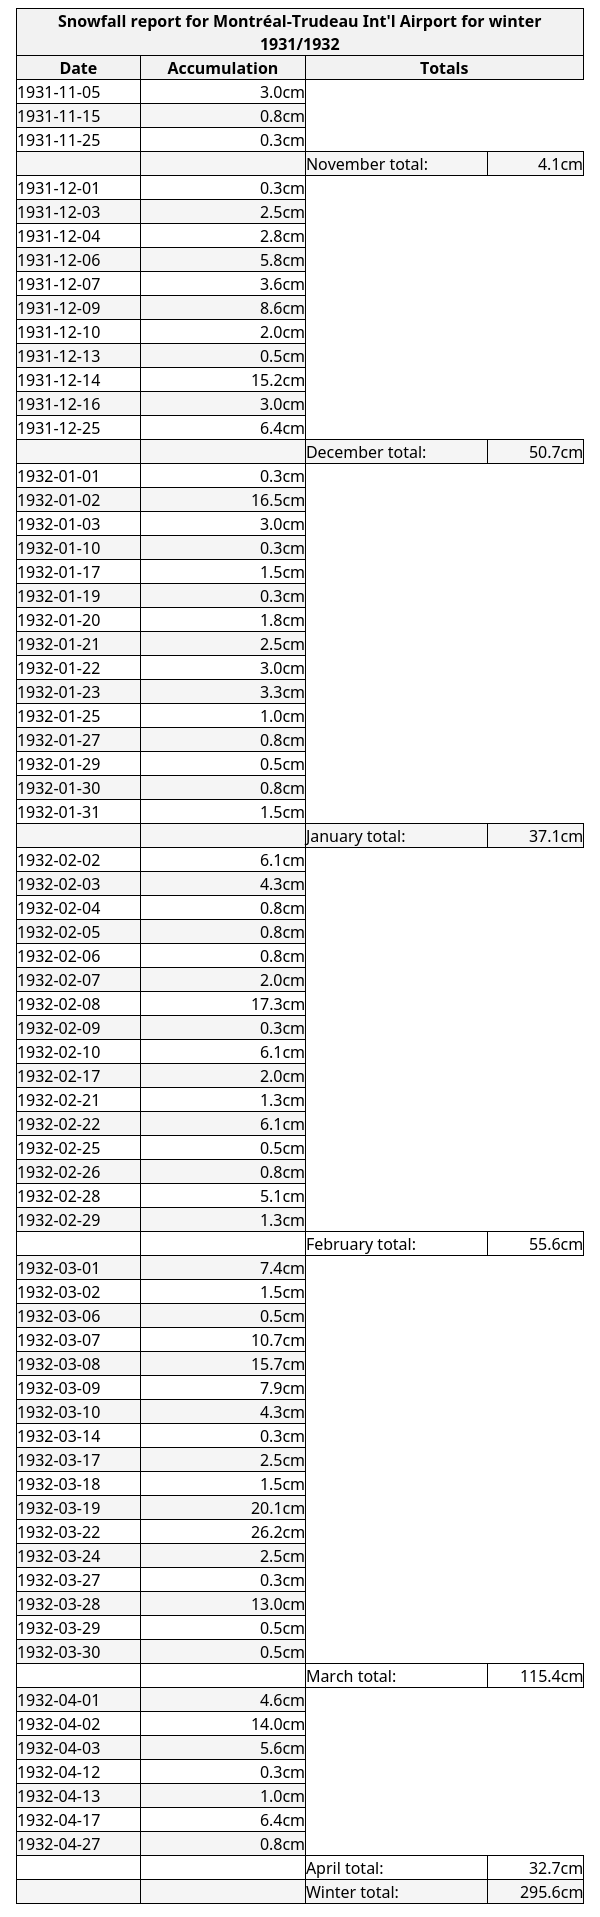 Snowfall report for Montréal-Trudeau Int'l Airport for winter
1931/1932
Date Accumulation Totals
1931-11-05 3.0cm
1931-11-15 0.8cm
1931-11-25 0.3cm
November total: 4.1cm
1931-12-01 0.3cm
1931-12-03 2.5cm
1931-12-04 2.8cm
1931-12-06 5.8cm
1931-12-07 3.6cm
1931-12-09 8.6cm
1931-12-10 2.0cm
1931-12-13 0.5cm
1931-12-14 15.2cm
1931-12-16 3.0cm
1931-12-25 6.4cm
December total: 50.7cm
1932-01-01 0.3cm
1932-01-02 16.5cm
1932-01-03 3.0cm
1932-01-10 0.3cm
1932-01-17 1.5cm
1932-01-19 0.3cm
1932-01-20 1.8cm
1932-01-21 2.5cm
1932-01-22 3.0cm
1932-01-23 3.3cm
1932-01-25 1.0cm
1932-01-27 0.8cm
1932-01-29 0.5cm
1932-01-30 0.8cm
1932-01-31 1.5cm
January total: 37.1cm
1932-02-02 6.1cm
1932-02-03 4.3cm
1932-02-04 0.8cm
1932-02-05 0.8cm
1932-02-06 0.8cm
1932-02-07 2.0cm
1932-02-08 17.3cm
1932-02-09 0.3cm
1932-02-10 6.1cm
1932-02-17 2.0cm
1932-02-21 1.3cm
1932-02-22 6.1cm
1932-02-25 0.5cm
1932-02-26 0.8cm
1932-02-28 5.1cm
1932-02-29 1.3cm
February total: 55.6cm
1932-03-01 7.4cm
1932-03-02 1.5cm
1932-03-06 0.5cm
1932-03-07 10.7cm
1932-03-08 15.7cm
1932-03-09 7.9cm
1932-03-10 4.3cm
1932-03-14 0.3cm
1932-03-17 2.5cm
1932-03-18 1.5cm
1932-03-19 20.1cm
1932-03-22 26.2cm
1932-03-24 2.5cm
1932-03-27 0.3cm
1932-03-28 13.0cm
1932-03-29 0.5cm
1932-03-30 0.5cm
March total: 115.4cm
1932-04-01 4.6cm
1932-04-02 14.0cm
1932-04-03 5.6cm
1932-04-12 0.3cm
1932-04-13 1.0cm
1932-04-17 6.4cm
1932-04-27 0.8cm
April total: 32.7cm
Winter total: 295.6cm